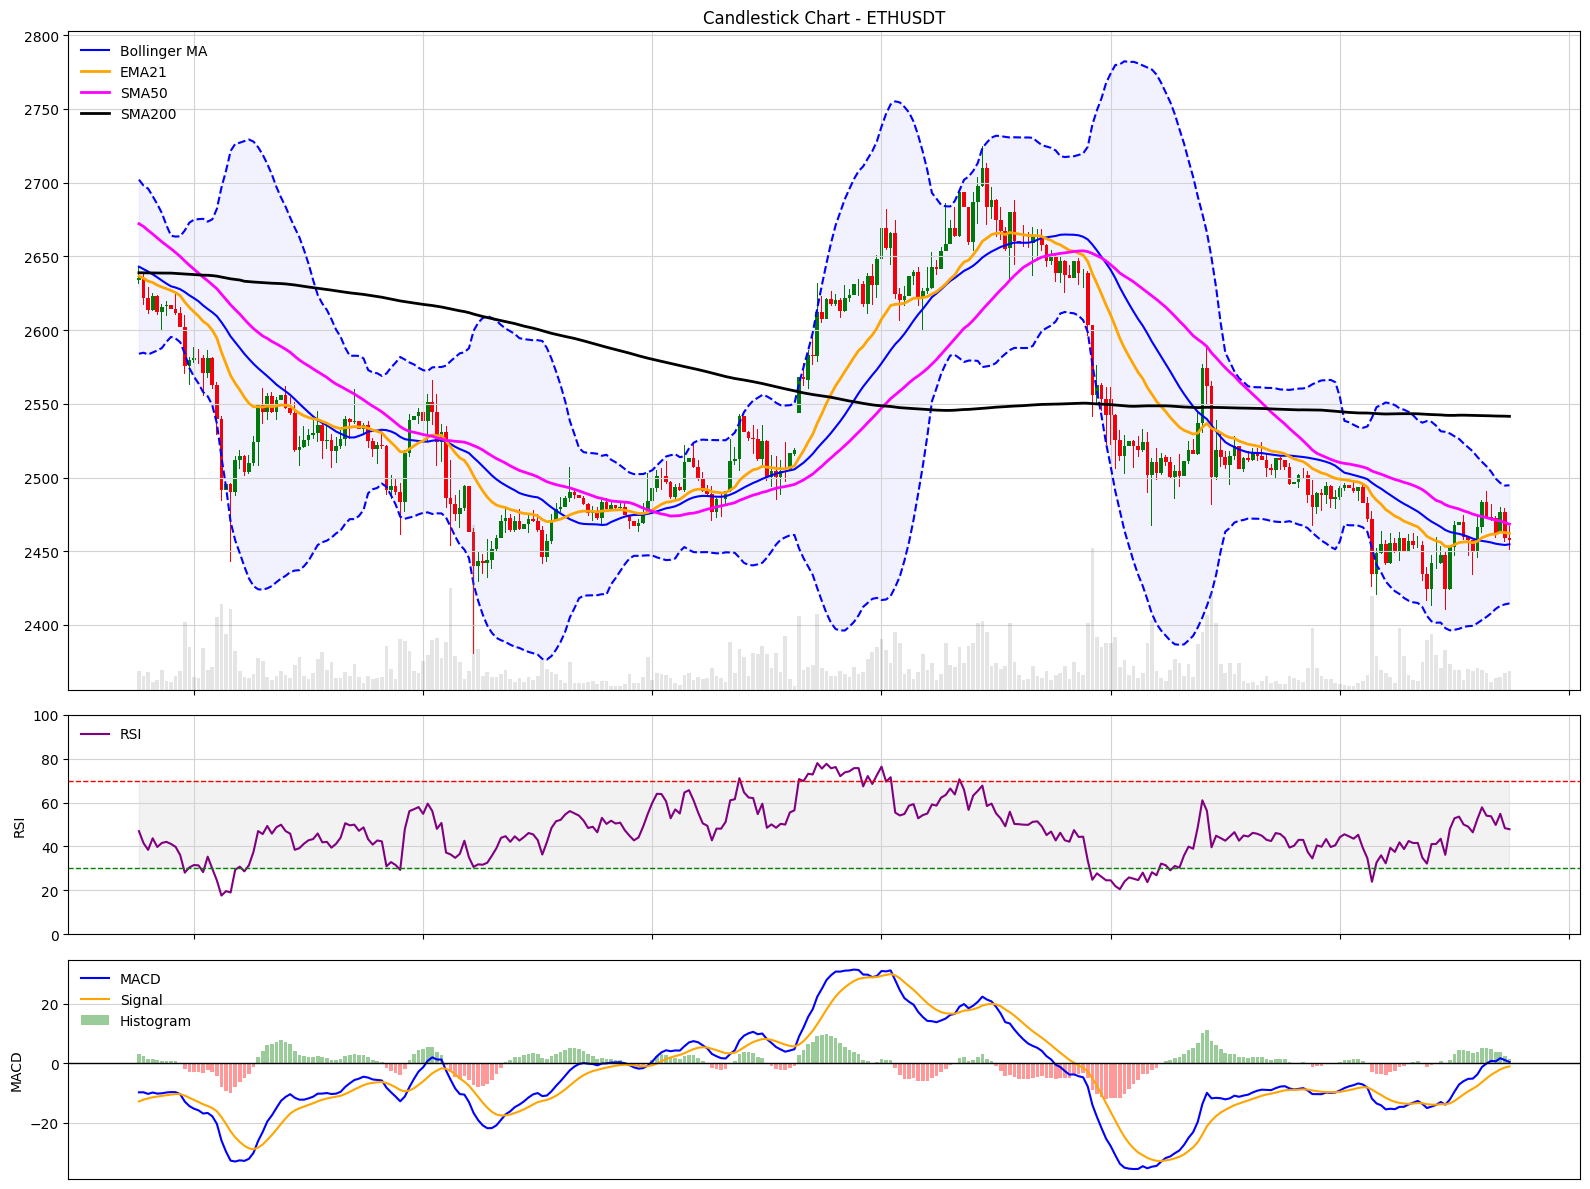 Candlestick Chart - ETHUSDT
Bollinger MA
EMA21
SMA50
SMA200
2800
2750
2700
2650
2600
2550
2500
2450
2400
RSI
100
80
60
40
20
0
RSI
MACD
Signal
Histogram
20
0
−20
MACD